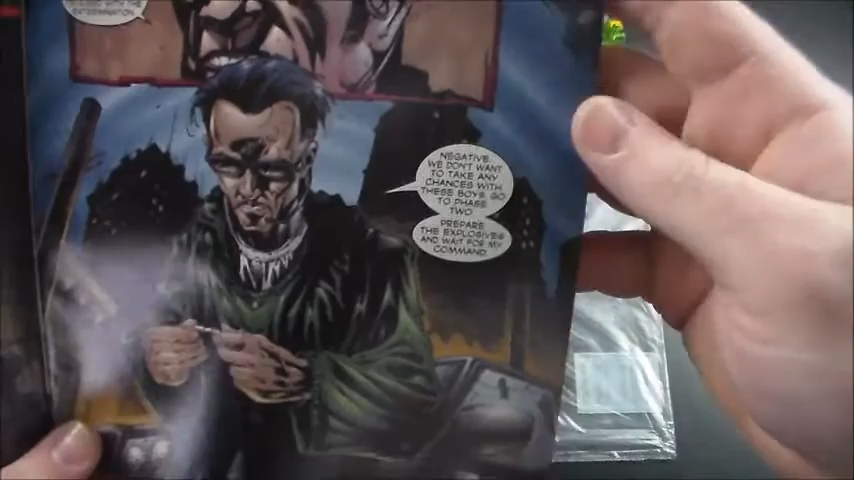 EXTERMINATION.
NEGATIVE.
WE DON'T WANT
TO TAKE ANY
CHANCES WITH
THESE BOYS GO
TO PHASE
TWO
PREPARE
THE EXPLOSIVES
AND WAIT FOR MY
COMMAND